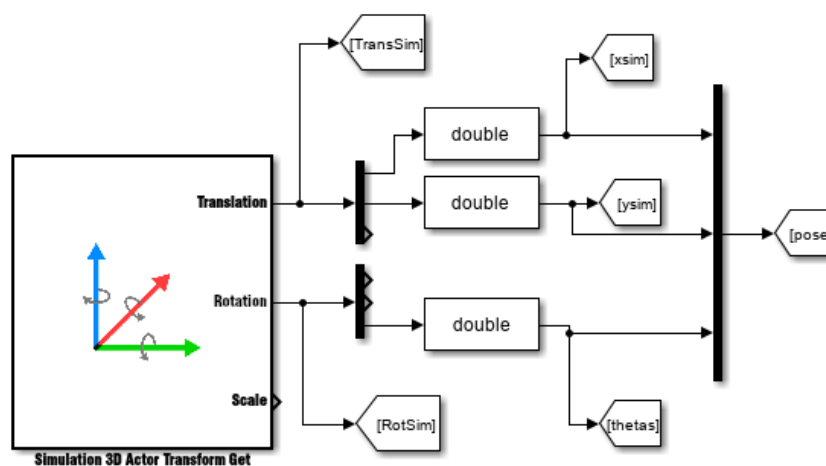 [TransSim]
[xsim]
double
Translation
double
[ysim]
[pose
Rotation
double
Scale
[RotSim]
[thetas]
Simulation 3D Actor Transform Get